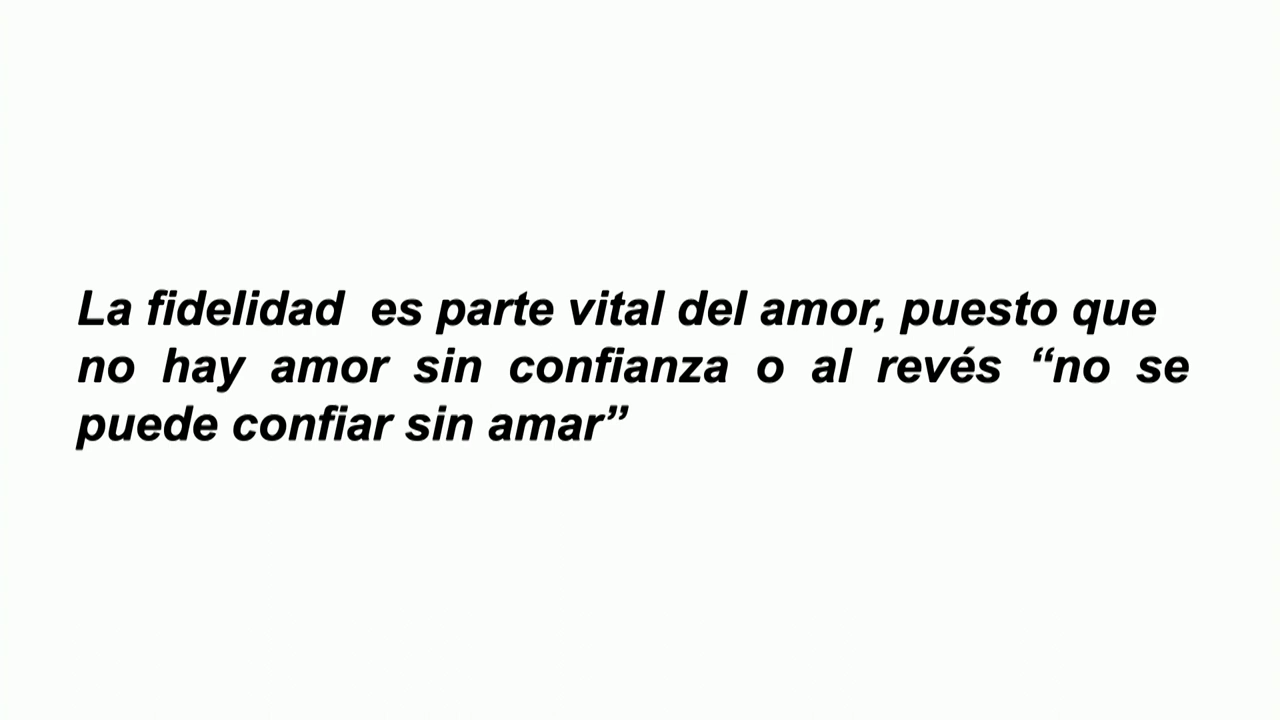 La fidelidad  es parte vital del amor, puesto que
no hay amor sin confianza o al revés “no se
puede confiar sin amar”